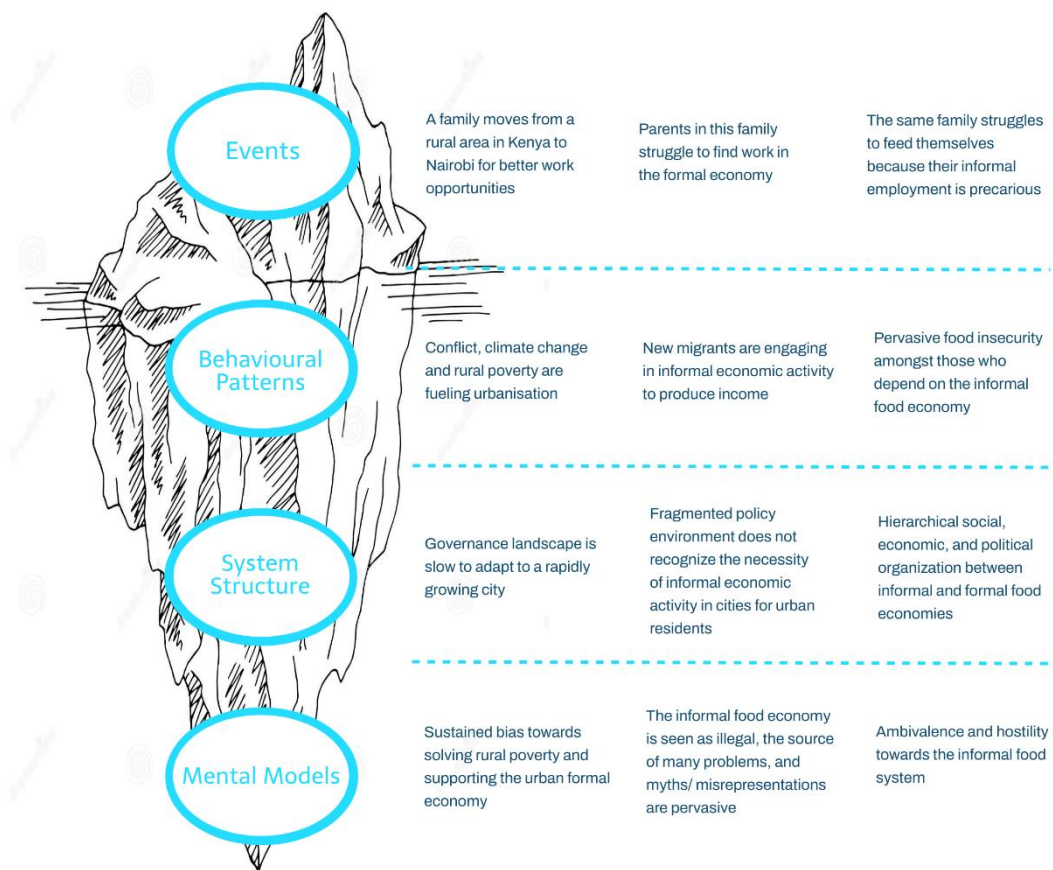 Events
A family moves from a
rural area in Kenya to
Nairobi for better work
opportunities
Parents in this family
struggle to find work in
the formal economy
The same family struggles
to feed themselves
because their informal
employment is precarious
Behavioural
Patterns
Conflict, climate change
and rural poverty are
fueling urbanisation
New migrants are engaging
in informal economic activity
to produce income
Pervasive food insecurity
amongst those who
depend on the informal
food economy
System
Structure
Governance landscape is
slow to adapt to a rapidly
growing city
Fragmented policy
environment does not
recognize the necessity
of informal economic
activity in cities for urban
residents
Hierarchical social,
economic, and political
organization between
informal and formal food
economies
Mental Models
Sustained bias towards
solving rural poverty and
supporting the urban formal
economy
The informal food economy
is seen as illegal, the source
of many problems, and
myths/ misrepresentations
are pervasive
Ambivalence and hostility
towards the informal food
system